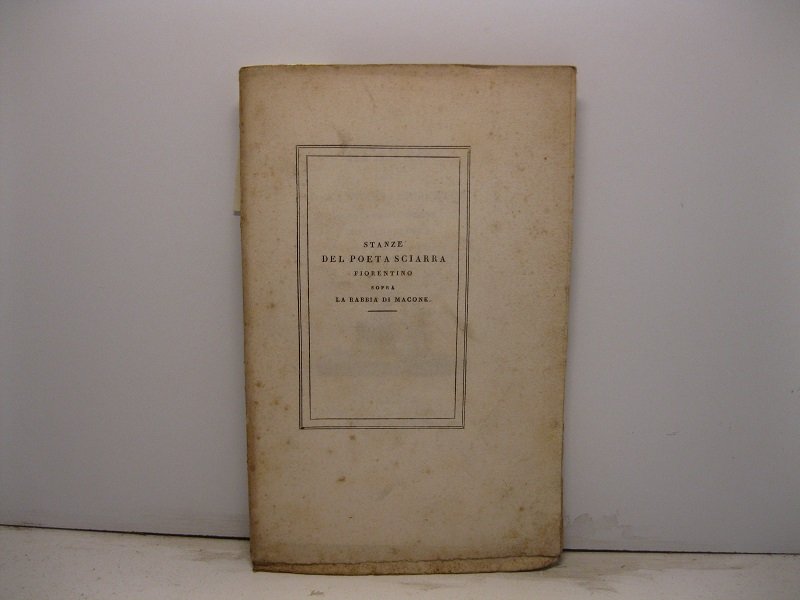 STANZE
DEL POETA SCIARRA
FIORENTINO
SOPRA
LA RABBIA DI MACONE.